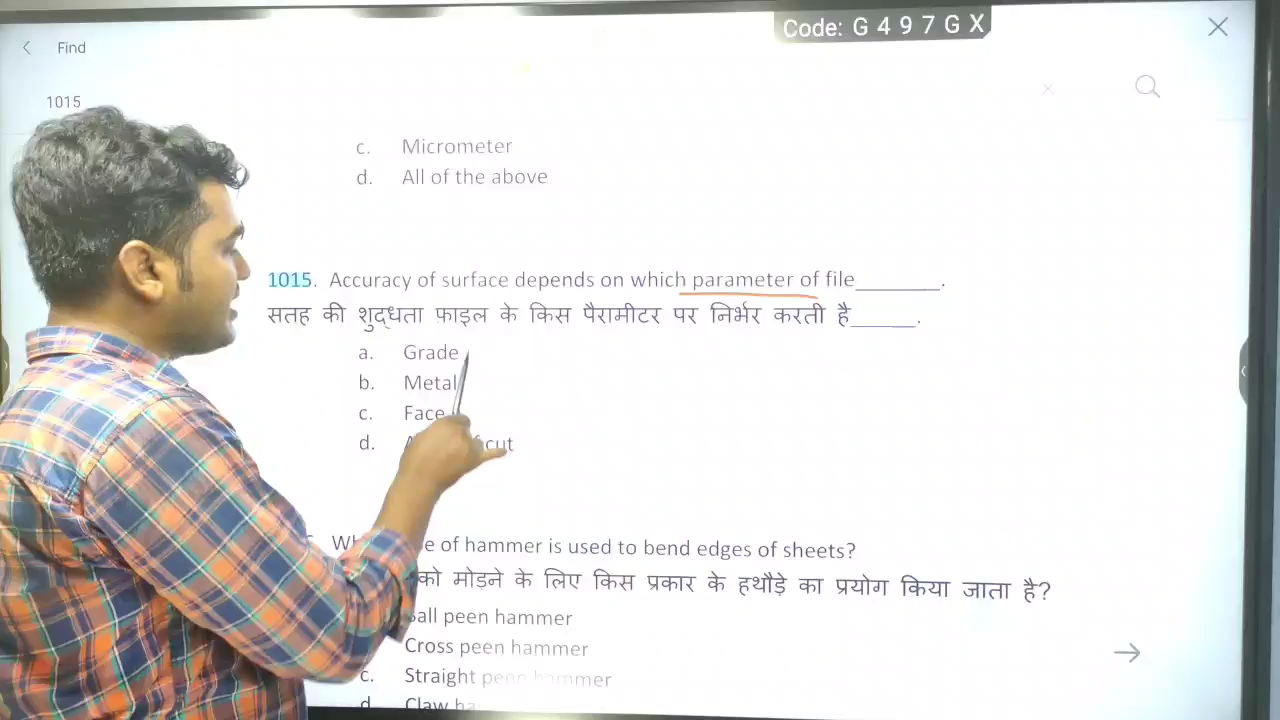 Code: G 4 9 7 G X
Find
1015
c. Micrometer
d. All of the above
1015. Accuracy of surface depends on which parameter of file________.
सतह की शुद्धता फाइल के किस पैरामीटर पर निर्भर करती है______.
a. Grade
b. Metal
c. Face
d. cut
of hammer is used to bend edges of sheets?
को मोड़ने के लिए किस प्रकार के हथौड़े का प्रयोग किया जाता है?
Ball peen hammer
Cross peen hammer
c. Straight peen hammer
d. Claw